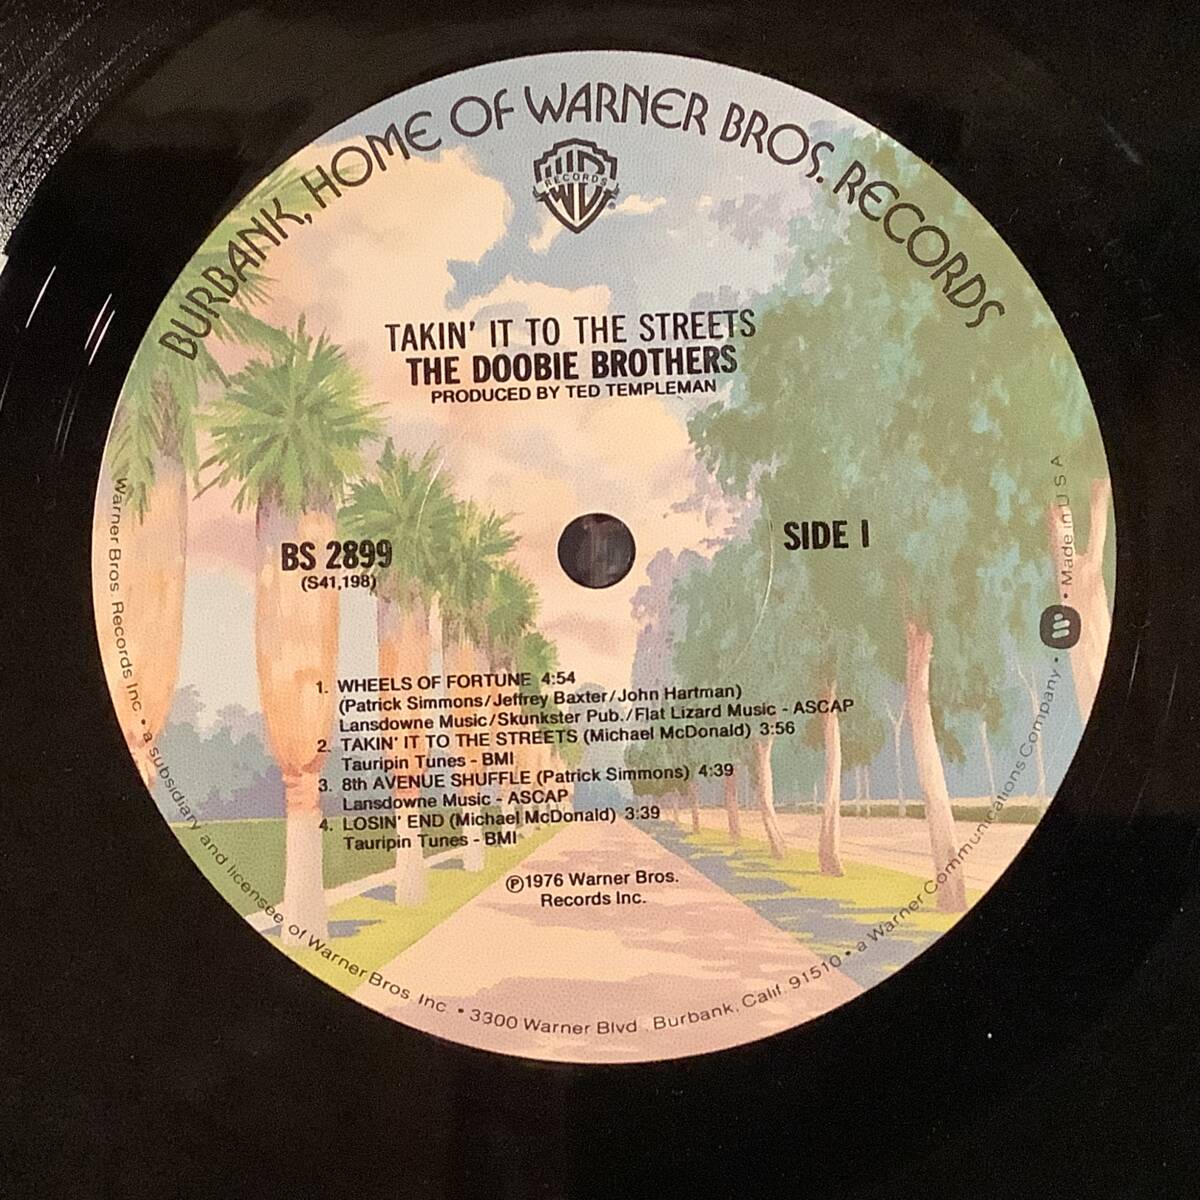 BURBANK, HOME OF WARNER BROS. RECORDS
RECORDS
TAKIN' IT TO THE STREETS
THE DOOBIE BROTHERS
PRODUCED BY TED TEMPLEMAN
BS 2899
(S41,198)
SIDE 1
1. WHEELS OF FORTUNE 4:54
(Patrick Simmons/Jeffrey Baxter/John Hartman)
Lansdowne Music/Skunkster Pub./Flat Lizard Music - ASCAP
2. TAKIN' IT TO THE STREETS (Michael McDonald) 3:56
Tauripin Tunes - BMI
3. 8th AVENUE SHUFFLE (Patrick Simmons) 4:39
Lansdowne Music - ASCAP
4. LOSIN' END (Michael McDonald) 3:39
Tauripin Tunes - BMI
℗1976 Warner Bros.
Records Inc.
Warner Bros. Records Inc. • a subsidiary and licensee of Warner Bros. Inc. • 3300 Warner Blvd., Burbank, Calif. 91510 • a Warner Communications Company • Made in U S A